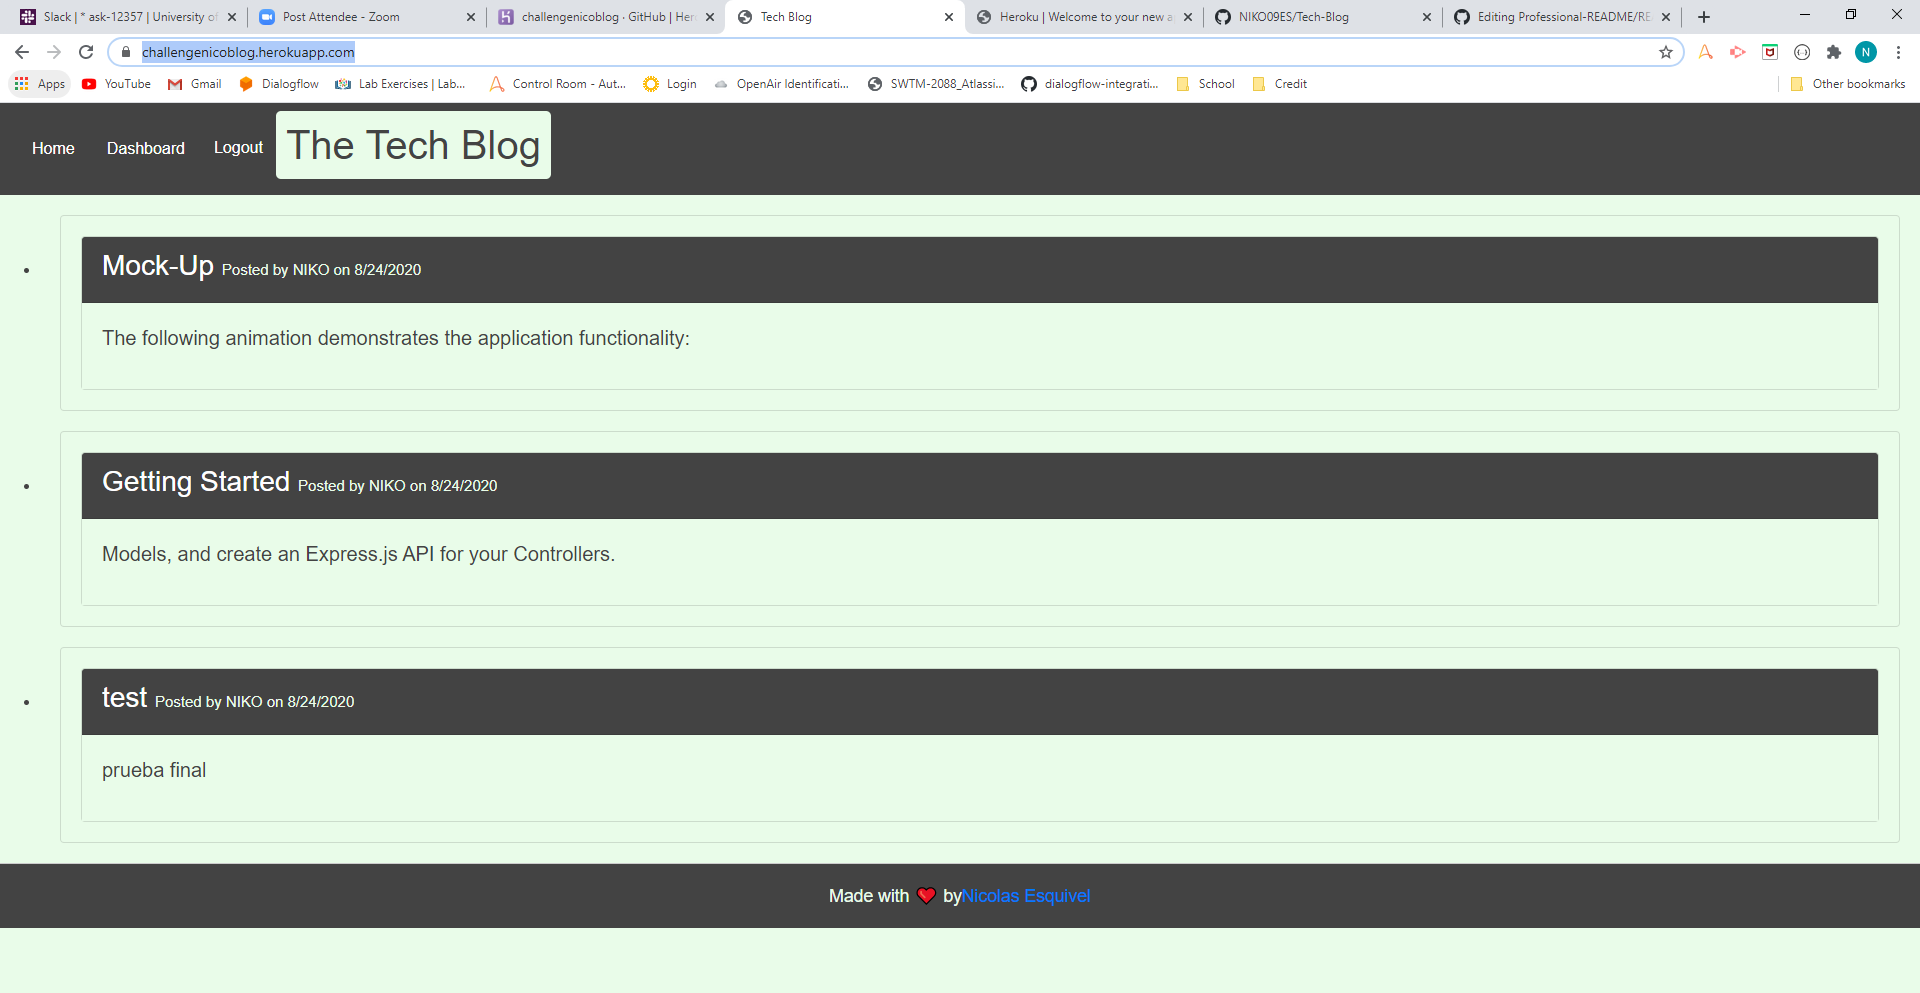 Slack | * ask-12357 | University of
Post Attendee - Zoom
challengenicoblog · GitHub | Her
Tech Blog
Heroku | Welcome to your new a
NIKO09ES/Tech-Blog
Editing Professional-README/RE
challengenicoblog.herokuapp.com
N
Apps
YouTube
Gmail
Dialogflow
Lab Exercises | Lab...
Control Room - Aut...
Login
OpenAir Identificati...
SWTM-2088_Atlassi...
dialogflow-integrati...
School
Credit
Other bookmarks
Home
Dashboard
Logout
The Tech Blog
Mock-Up Posted by NIKO on 8/24/2020
The following animation demonstrates the application functionality:
Getting Started Posted by NIKO on 8/24/2020
Models, and create an Express.js API for your Controllers.
test Posted by NIKO on 8/24/2020
prueba final
Made with ❤️ byNicolas Esquivel